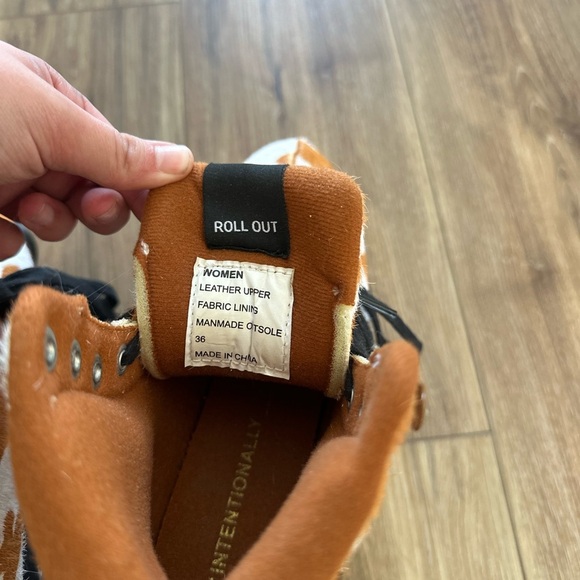 ROLL OUT
WOMEN
LEATHER UPPER
FABRIC LINING
MANMADE OTSOLE
36
MADE IN CHINA
INTENTIONALLY